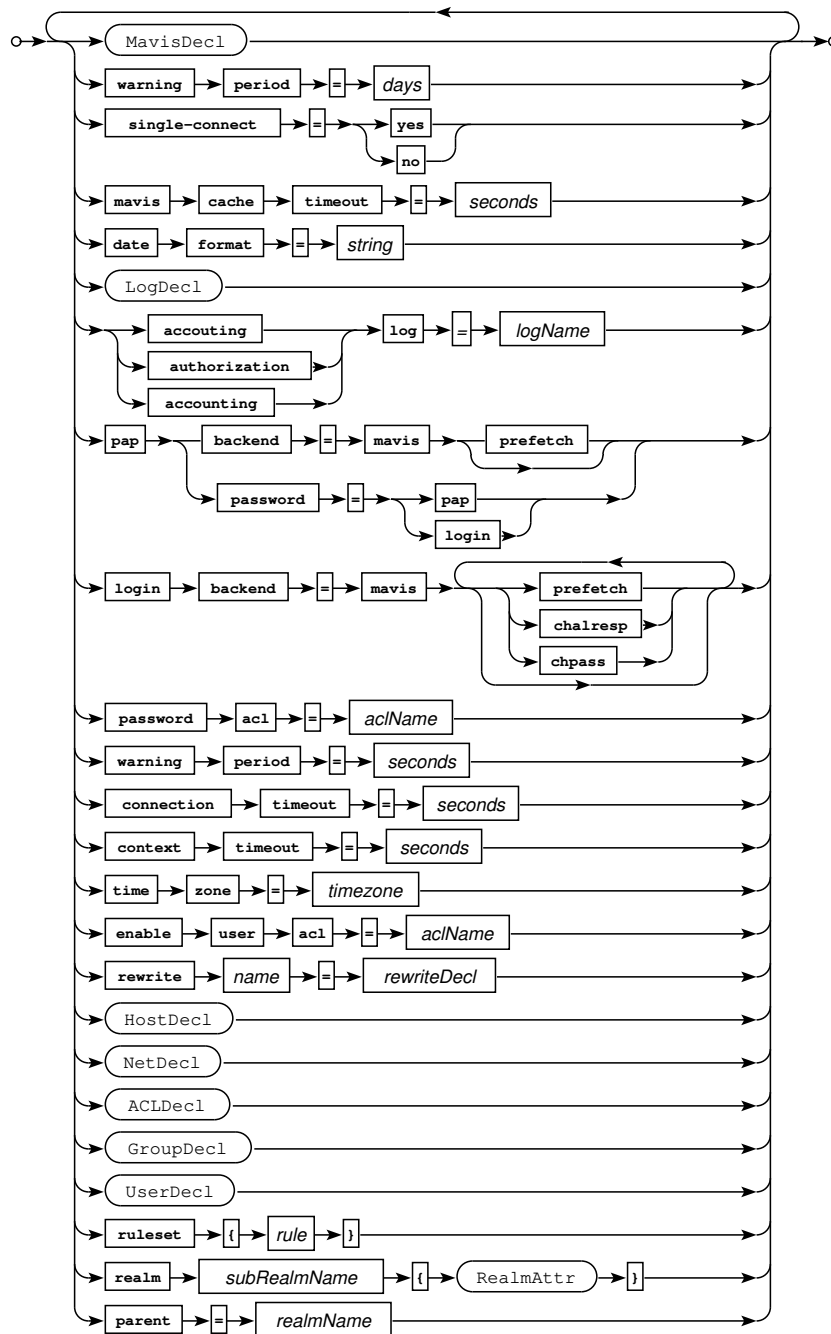 MavisDecl
warning period = days
single-connect = yes
no
mavis cache timeout = seconds
date format = string
LogDecl
accouting log = logName
authorization
accounting
pap backend = mavis prefetch
password = pap
login
login backend = mavis prefetch
chalresp
chpass
password acl = aclName
warning period = seconds
connection timeout = seconds
context timeout = seconds
time zone = timezone
enable user acl = aclName
rewrite name = rewriteDecl
HostDecl
NetDecl
ACLDecl
GroupDecl
UserDecl
ruleset { rule }
realm subRealmName { RealmAttr }
parent = realmName